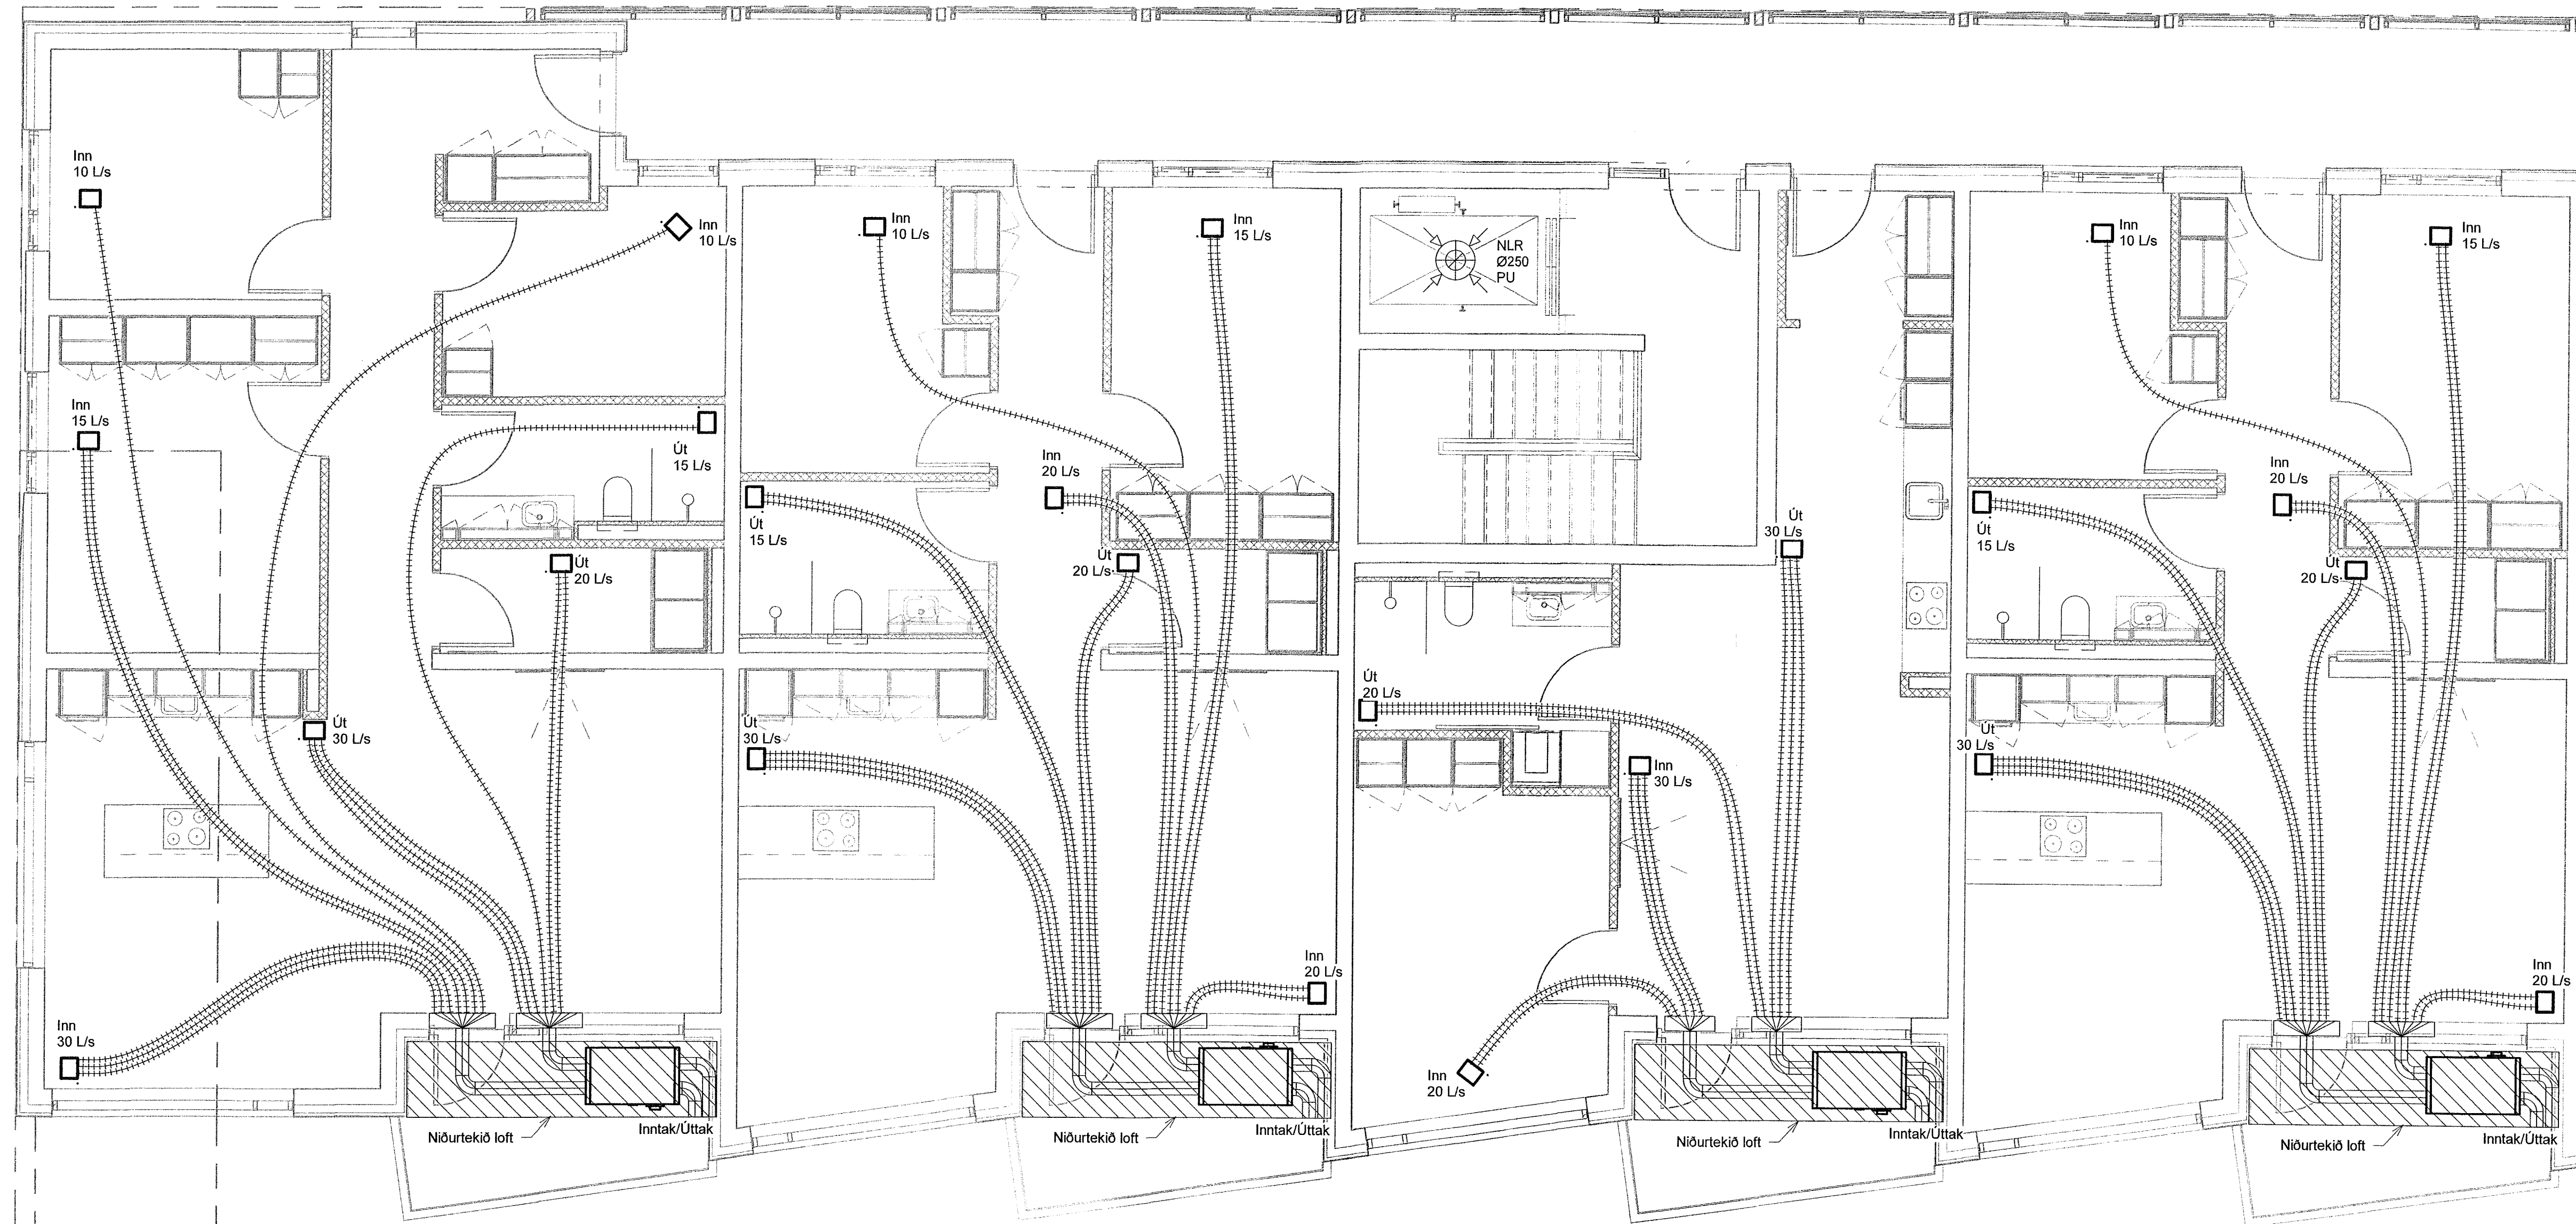 Inn
10 L/s
Inn
15 L/s
Inn
10 L/s
Út
15 L/s
Út
20 L/s
Út
30 L/s
Inn
30 L/s
Niðurtekið loft
Inntak/Úttak
Inn
10 L/s
Inn
15 L/s
Inn
20 L/s
Út
15 L/s
Út
20 L/s
Út
30 L/s
Inn
20 L/s
Niðurtekið loft
Inntak/Úttak
NLR
Ø250
PU
Út
30 L/s
Út
20 L/s
Inn
30 L/s
Inn
20 L/s
Niðurtekið loft
Inntak/Úttak
Inn
10 L/s
Inn
15 L/s
Inn
20 L/s
Út
15 L/s
Út
20 L/s
Út
30 L/s
Inn
20 L/s
Niðurtekið loft
Inntak/Úttak